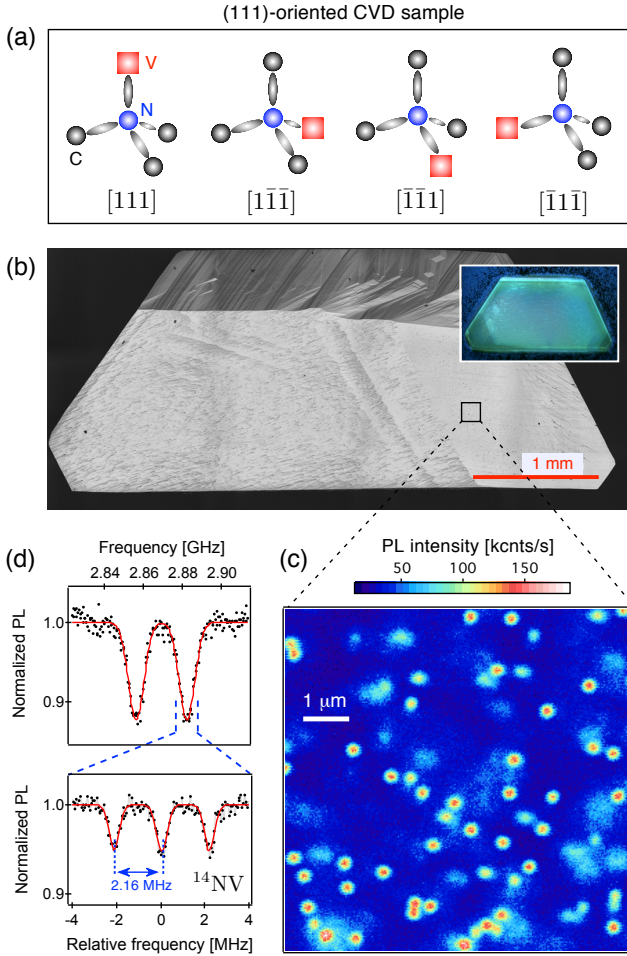 (111)-oriented CVD sample
(a)
V
N
C
[111]
[11̄1̄]
[1̄1̄1]
[1̄11̄]
(b)
1 mm
(d)
Frequency [GHz]
2.84 2.86 2.88 2.90
Normalized PL
1.0
0.9
Normalized PL
1.0
0.9
2.16 MHz
¹⁴NV
-4 -2 0 2 4
Relative frequency [MHz]
(c)
PL intensity [kcnts/s]
50 100 150
1 µm